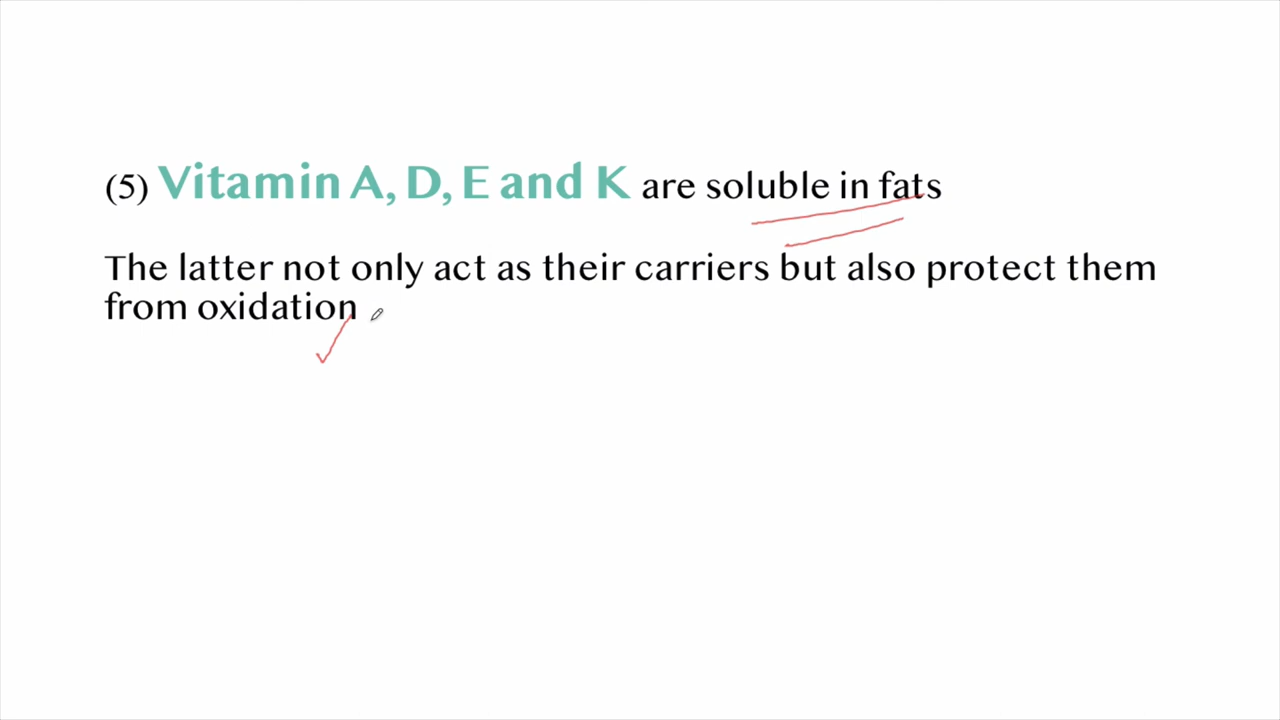 (5) Vitamin A, D, E and K are soluble in fats
The latter not only act as their carriers but also protect them
from oxidation